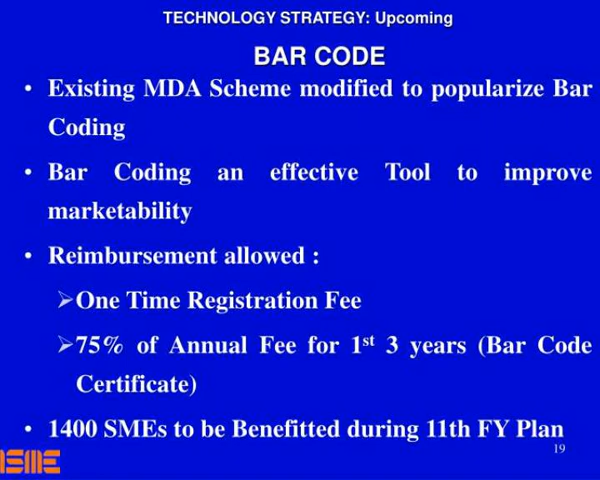 TECHNOLOGY STRATEGY: Upcoming
BAR CODE
• Existing MDA Scheme modified to popularize Bar
Coding
• Bar Coding an effective Tool to improve
marketability
• Reimbursement allowed :
➢One Time Registration Fee
➢75% of Annual Fee for 1st 3 years (Bar Code
Certificate)
• 1400 SMEs to be Benefitted during 11th FY Plan
19